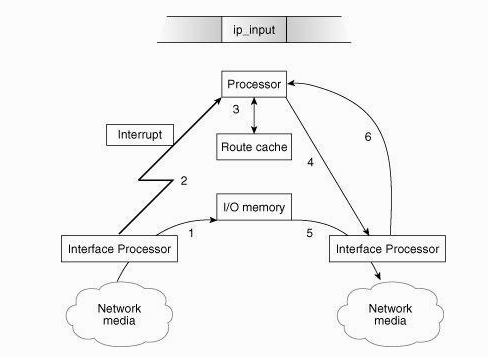 ip_input
Processor
3
Interrupt
6
Route cache
4
2
I/O memory
1
5
Interface Processor
Interface Processor
Network
media
Network
media